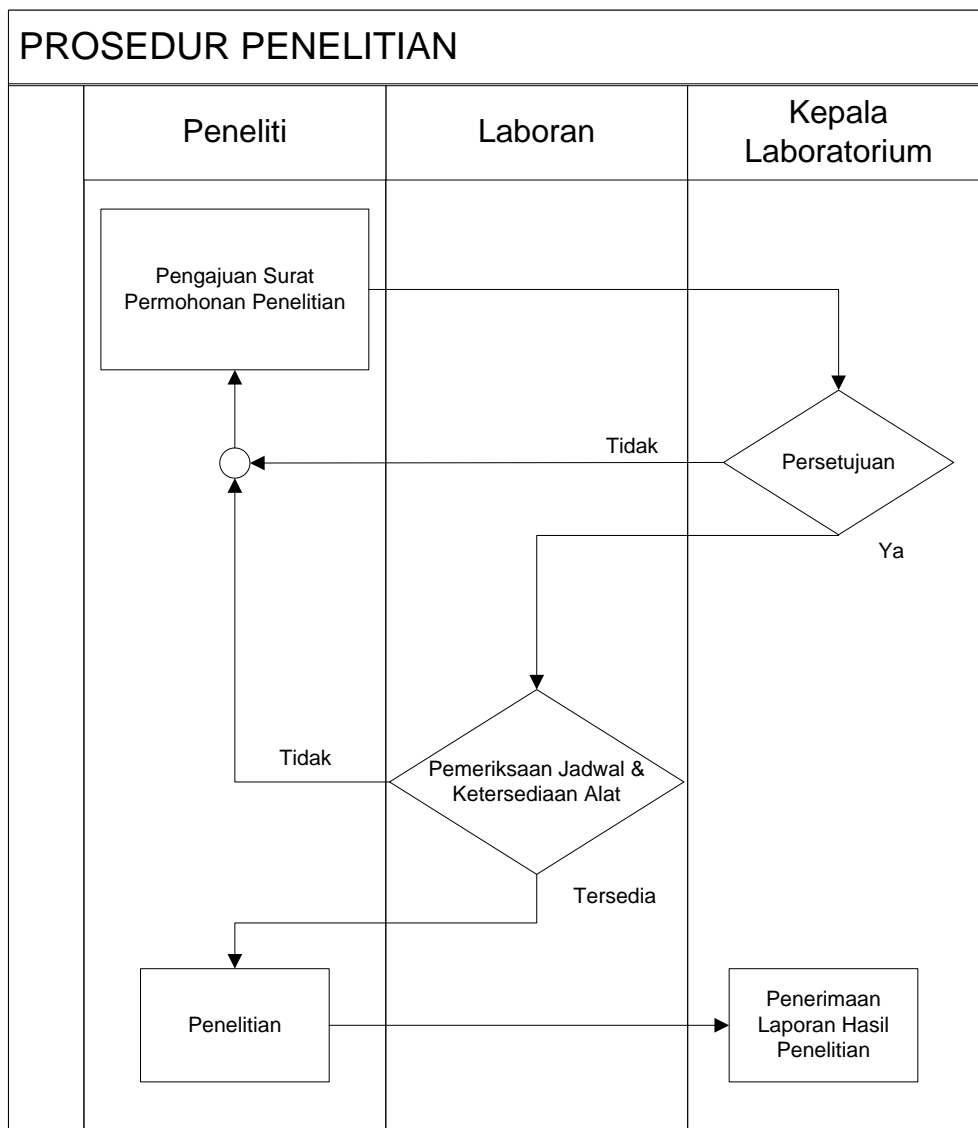 PROSEDUR PENELITIAN
Peneliti
Laboran
Kepala
Laboratorium
Pengajuan Surat
Permohonan Penelitian
Tidak
Persetujuan
Ya
Tidak
Pemeriksaan Jadwal &
Ketersediaan Alat
Tersedia
Penelitian
Penerimaan
Laporan Hasil
Penelitian